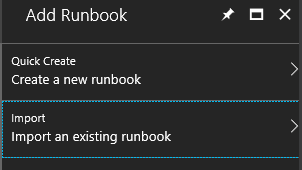 Add Runbook
Quick Create
Create a new runbook
Import
Import an existing runbook